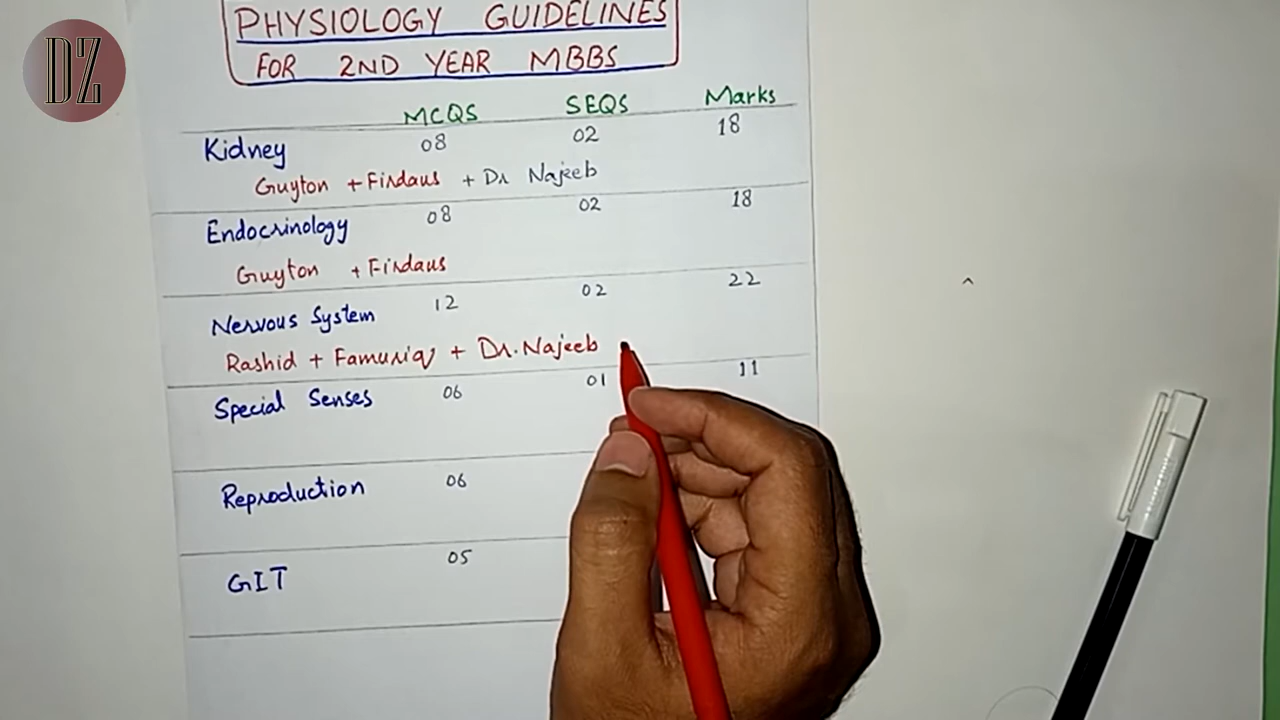 DZ
PHYSIOLOGY GUIDELINES
FOR 2ND YEAR MBBS
MCQS SEQS Marks
Kidney 08 02 18
Guyton + Firdaus + Dr Najeeb
Endocrinology 08 02 18
Guyton + Firdaus
Nervous System 12 02 22
Rashid + Famuriq + Dr. Najeeb
Special Senses 06 01 11
Reproduction 06
GIT 05